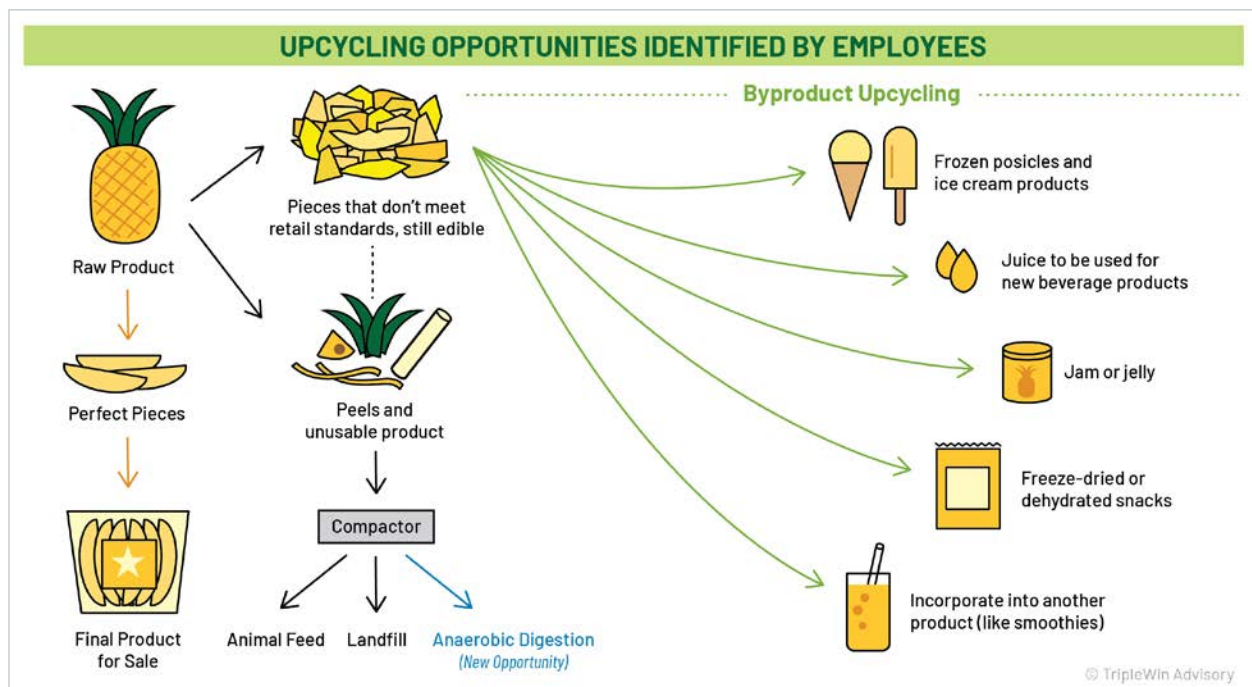 UPCYCLING OPPORTUNITIES IDENTIFIED BY EMPLOYEES
Raw Product
Perfect Pieces
Final Product
for Sale
Pieces that don't meet
retail standards, still edible
Peels and
unusable product
Compactor
Animal Feed
Landfill
Anaerobic Digestion
(New Opportunity)
Byproduct Upcycling
Frozen posicles and
ice cream products
Juice to be used for
new beverage products
Jam or jelly
Freeze-dried or
dehydrated snacks
Incorporate into another
product (like smoothies)
© TripleWin Advisory